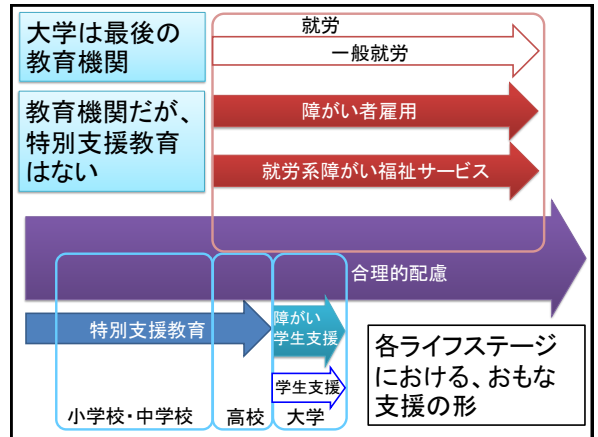 大学は最後の
教育機関
教育機関だが、
特別支援教育
はない
就労
一般就労
障がい者雇用
就労系障がい福祉サービス
合理的配慮
特別支援教育
障がい
学生支援
学生支援
小学校・中学校
高校
大学
各ライフステージ
における、おもな
支援の形